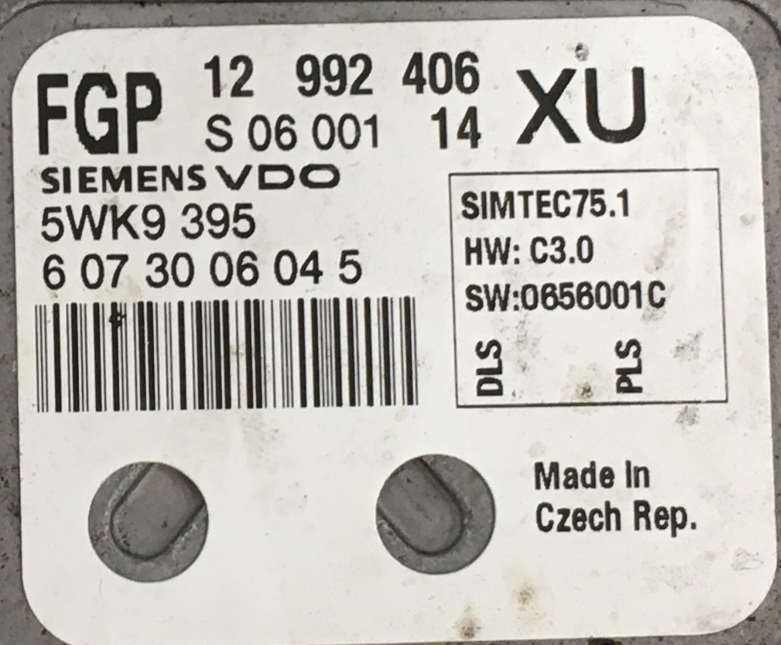 FGP 12 992 406 XU
S 06 001 14
SIEMENS VDO
5WK9 395
6 07 30 06 04 5
SIMTEC75.1
HW: C3.0
SW:0656001C
DLS PLS
Made In
Czech Rep.